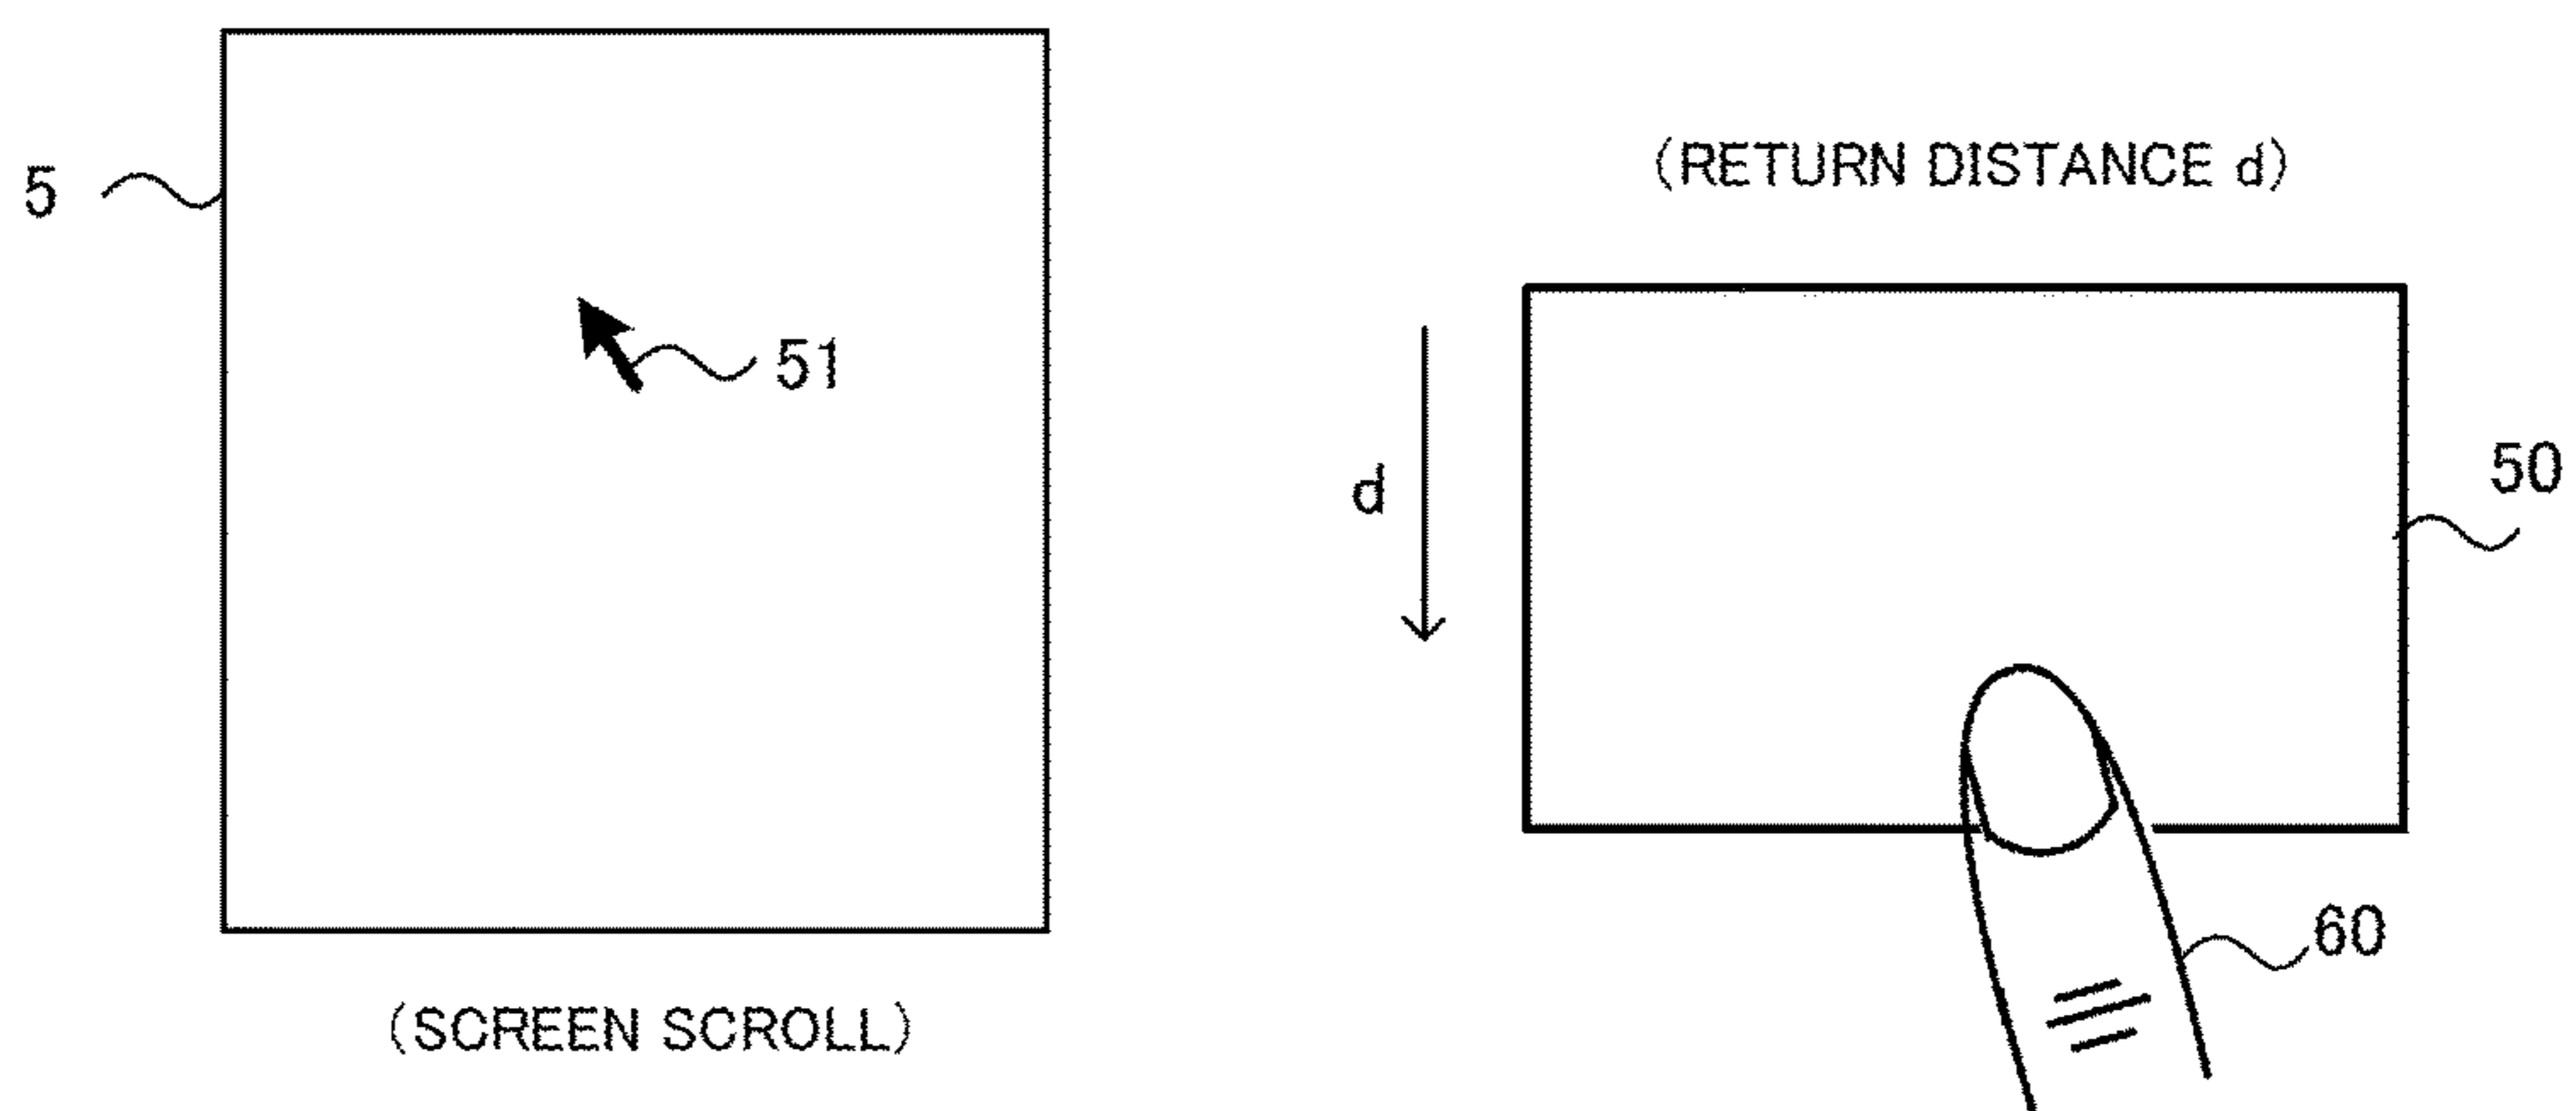 5
51
(SCREEN SCROLL)
(RETURN DISTANCE d)
d
50
60